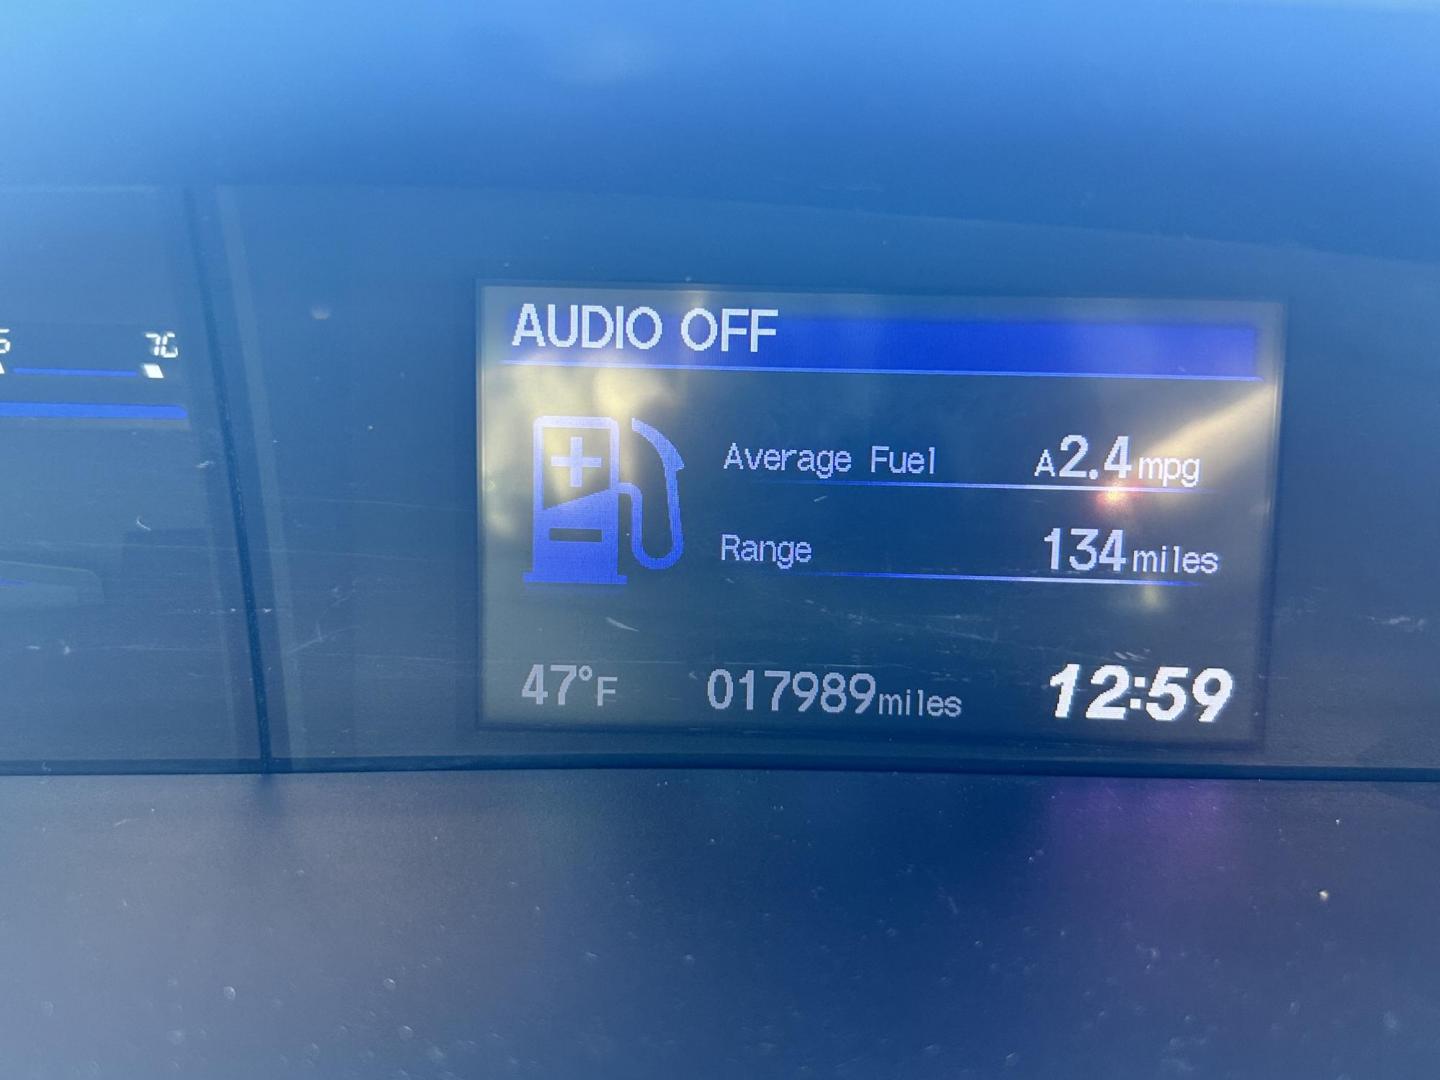 AUDIO OFF
Average Fuel A2.4mpg
Range 134miles
47°F 017989miles 12:59